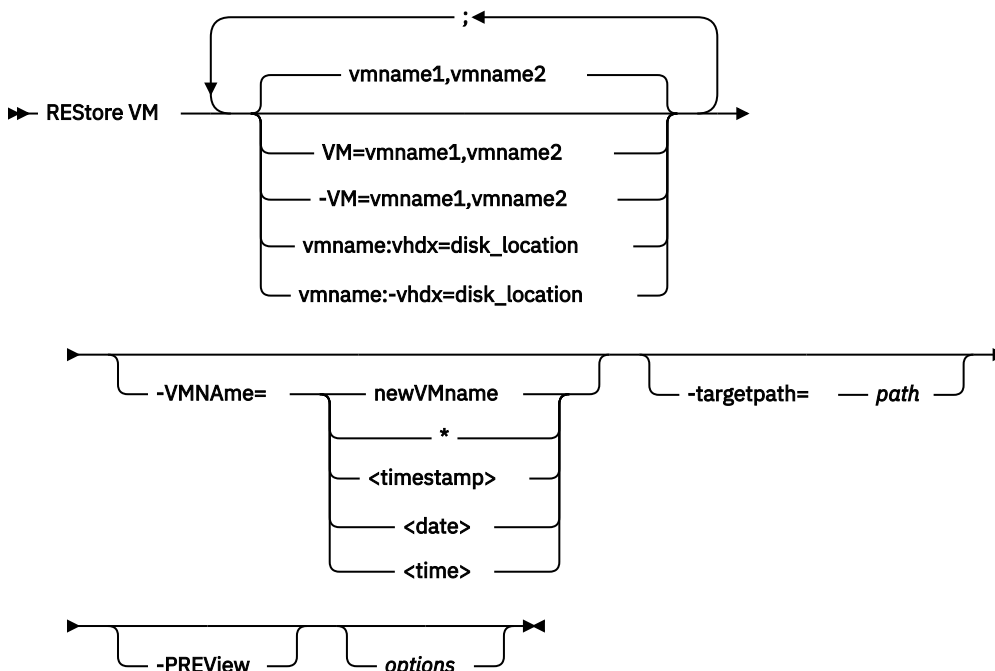 ;
vmname1,vmname2
REStore VM
VM=vmname1,vmname2
-VM=vmname1,vmname2
vmname:vhdx=disk_location
vmname:-vhdx=disk_location
-VMNAme= newVMname -targetpath= path
*
<timestamp>
<date>
<time>
-PREView options